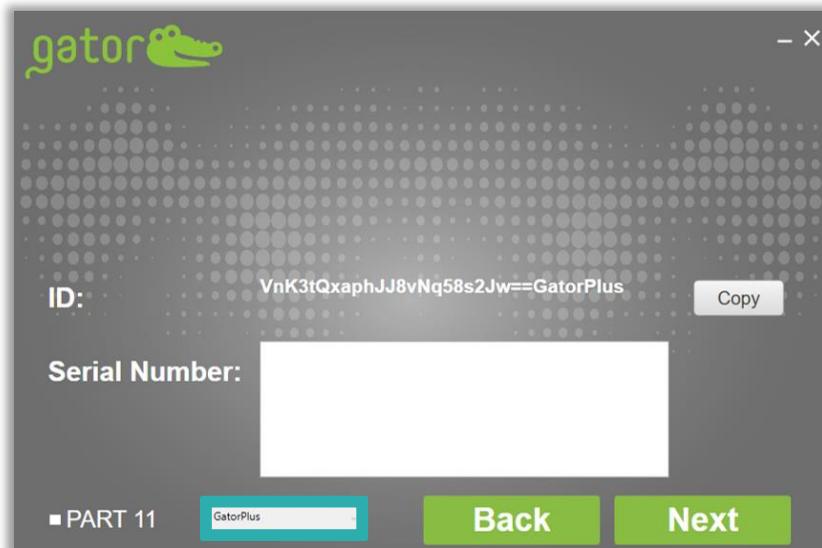 gator
ID: VnK3tQxaphJJ8vNq58s2Jw==GatorPlus Copy
Serial Number:
PART 11 GatorPlus Back Next